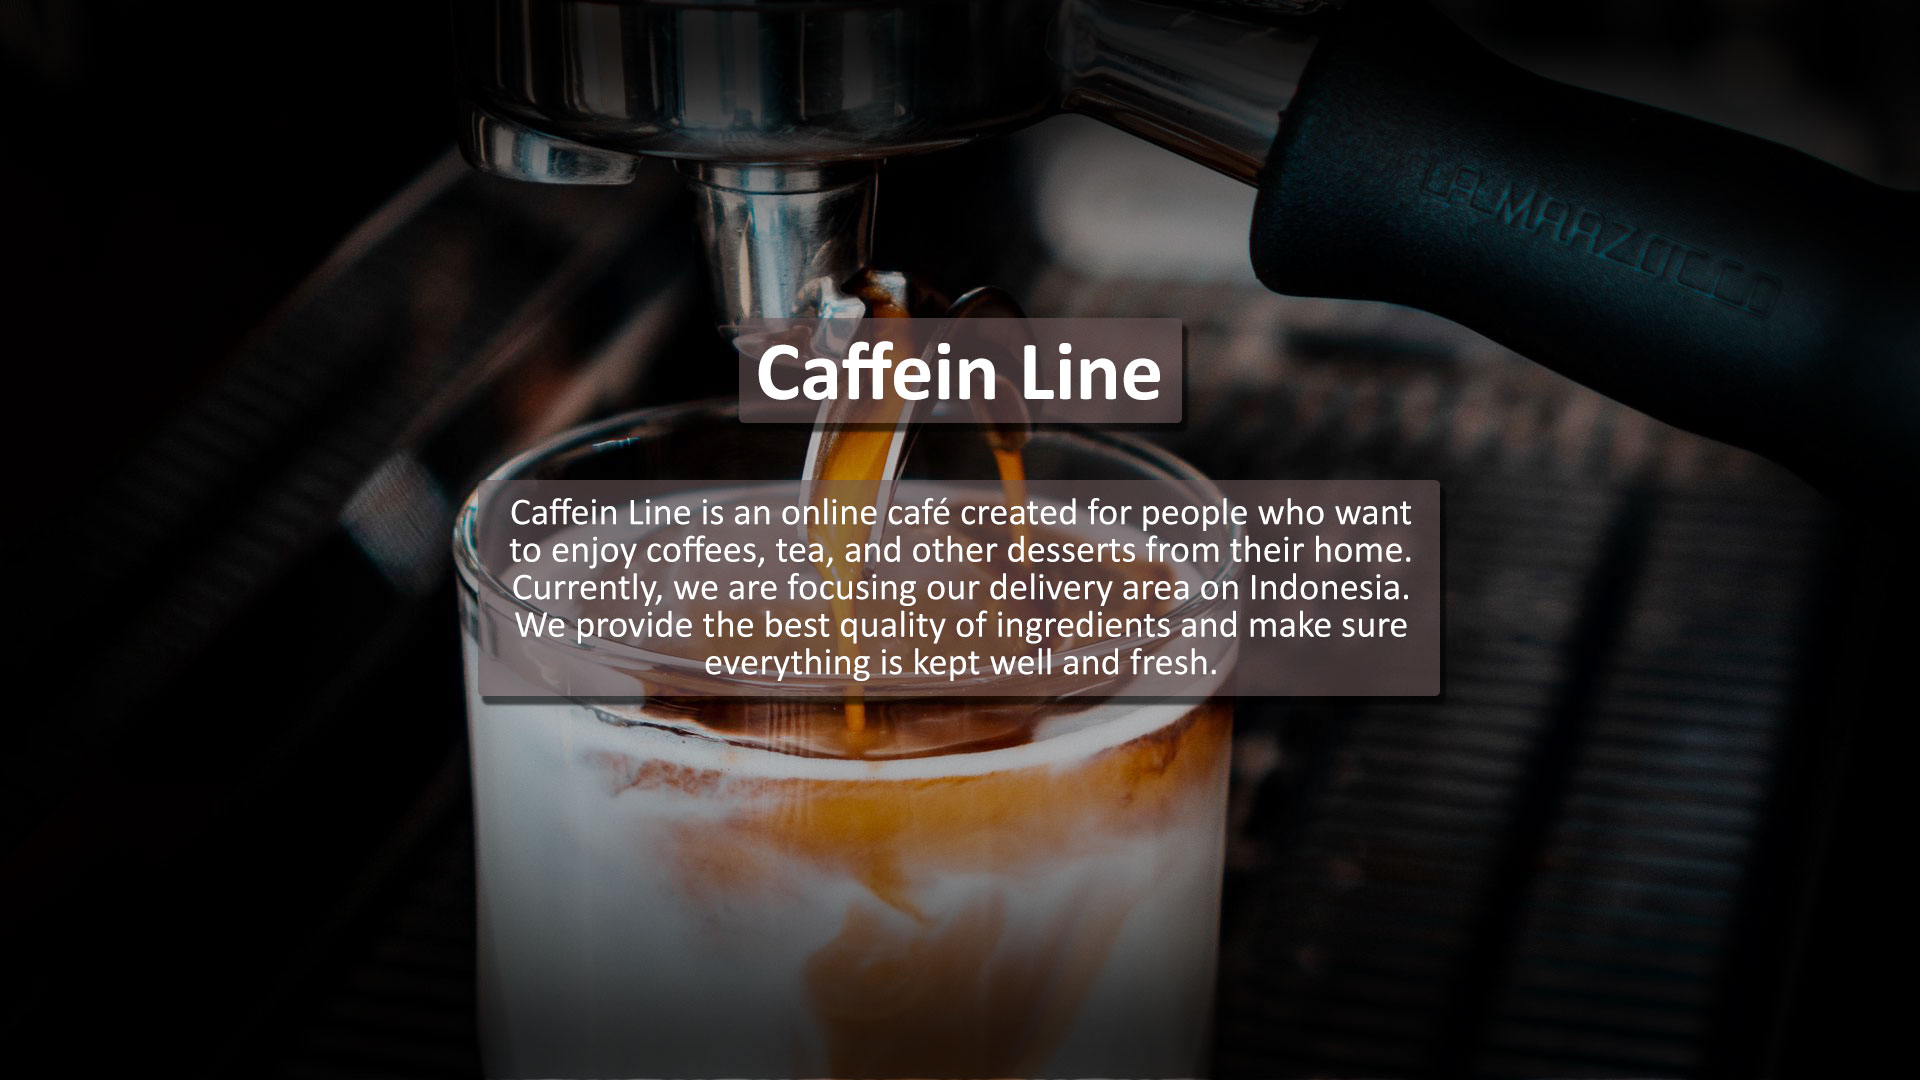 LA MARZOCCO
Caffein Line
Caffein Line is an online café created for people who want
to enjoy coffees, tea, and other desserts from their home.
Currently, we are focusing our delivery area on Indonesia.
We provide the best quality of ingredients and make sure
everything is kept well and fresh.